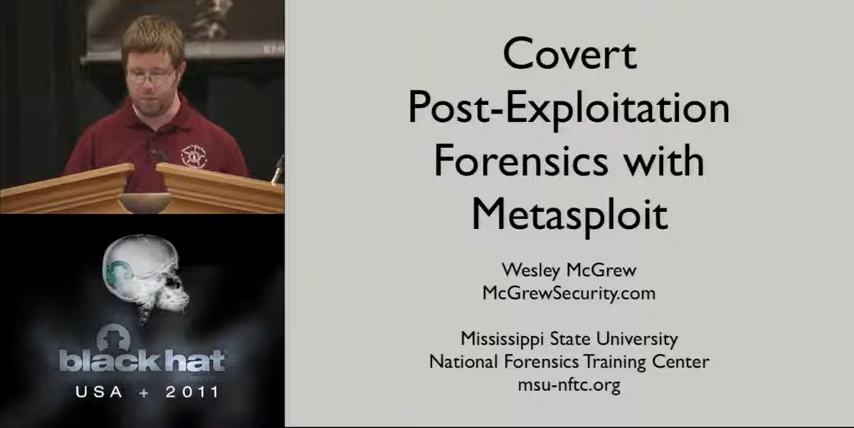 Covert
Post-Exploitation
Forensics with
Metasploit
Wesley McGrew
McGrewSecurity.com
Mississippi State University
National Forensics Training Center
msu-nftc.org
black hat
USA + 2011